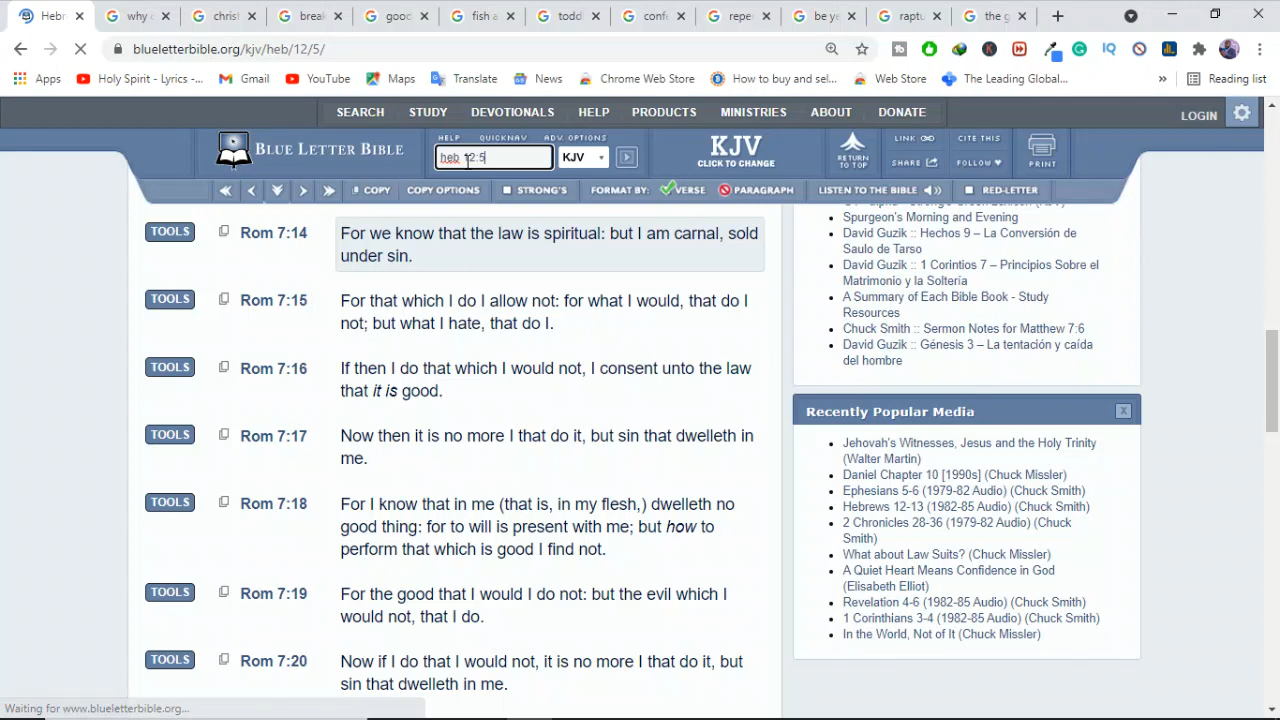 Hebr
why c
christ
break
good
fish a
todd
confe
repe
be ye
raptu
the g
blueletterbible.org/kjv/heb/12/5/
Apps
Holy Spirit - Lyrics -...
Gmail
YouTube
Maps
Translate
News
Chrome Web Store
How to buy and sel...
Web Store
The Leading Global...
Reading list
SEARCH
STUDY
DEVOTIONALS
HELP
PRODUCTS
MINISTRIES
ABOUT
DONATE
LOGIN
BLUE LETTER BIBLE
HELP
QUICKNAV
ADV. OPTIONS
heb 12:5
KJV
KJV
CLICK TO CHANGE
RETURN
TO TOP
LINK
CITE THIS
SHARE
FOLLOW
PRINT
COPY
COPY OPTIONS
STRONG'S
FORMAT BY:
VERSE
PARAGRAPH
LISTEN TO THE BIBLE
RED-LETTER
TOOLS
Rom 7:14
For we know that the law is spiritual: but I am carnal, sold
under sin.
TOOLS
Rom 7:15
For that which I do I allow not: for what I would, that do I
not; but what I hate, that do I.
TOOLS
Rom 7:16
If then I do that which I would not, I consent unto the law
that it is good.
TOOLS
Rom 7:17
Now then it is no more I that do it, but sin that dwelleth in
me.
TOOLS
Rom 7:18
For I know that in me (that is, in my flesh,) dwelleth no
good thing: for to will is present with me; but how to
perform that which is good I find not.
TOOLS
Rom 7:19
For the good that I would I do not: but the evil which I
would not, that I do.
TOOLS
Rom 7:20
Now if I do that I would not, it is no more I that do it, but
sin that dwelleth in me.
Spurgeon's Morning and Evening
David Guzik :: Hechos 9 – La Conversión de
Saulo de Tarso
David Guzik :: 1 Corintios 7 – Principios Sobre el
Matrimonio y la Soltería
A Summary of Each Bible Book - Study
Resources
Chuck Smith :: Sermon Notes for Matthew 7:6
David Guzik :: Génesis 3 – La tentación y caída
del hombre
Recently Popular Media
Jehovah's Witnesses, Jesus and the Holy Trinity
(Walter Martin)
Daniel Chapter 10 [1990s] (Chuck Missler)
Ephesians 5-6 (1979-82 Audio) (Chuck Smith)
Hebrews 12-13 (1982-85 Audio) (Chuck Smith)
2 Chronicles 28-36 (1979-82 Audio) (Chuck
Smith)
What about Law Suits? (Chuck Missler)
A Quiet Heart Means Confidence in God
(Elisabeth Elliot)
Revelation 4-6 (1982-85 Audio) (Chuck Smith)
1 Corinthians 3-4 (1982-85 Audio) (Chuck Smith)
In the World, Not of It (Chuck Missler)
Waiting for www.blueletterbible.org...